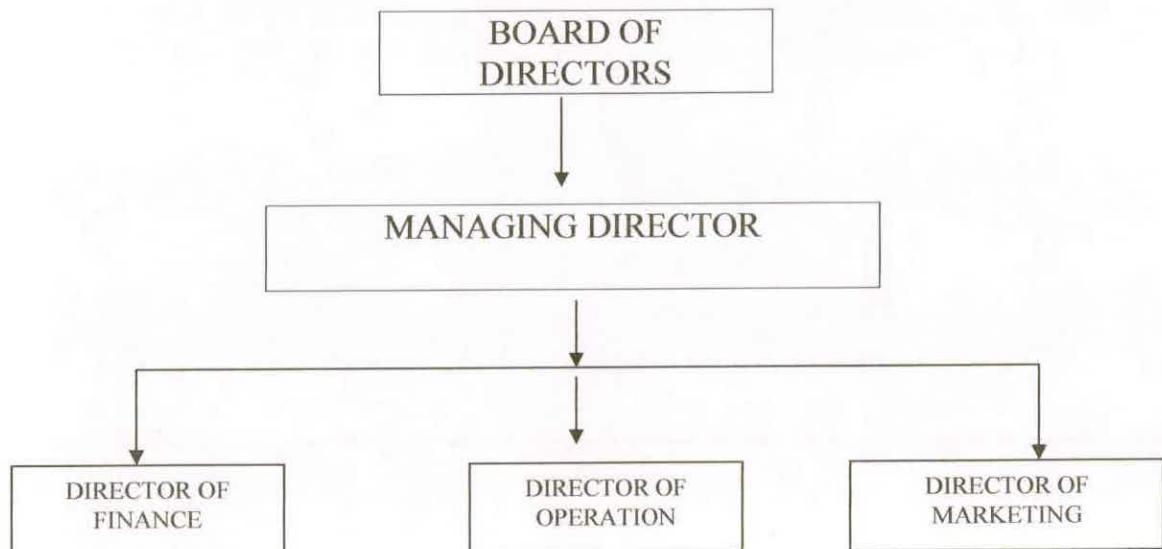 BOARD OF
DIRECTORS
MANAGING DIRECTOR
DIRECTOR OF
FINANCE
DIRECTOR OF
OPERATION
DIRECTOR OF
MARKETING